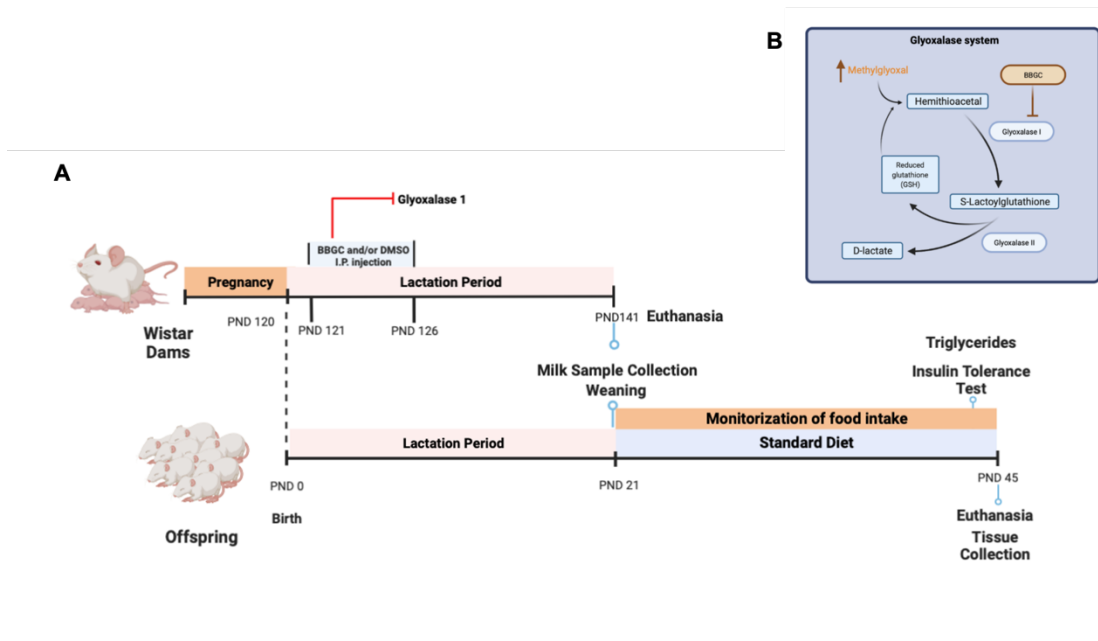 B
Glyoxalase system
Methylglyoxal
BBGC
Hemithioacetal
Glyoxalase I
Reduced
glutathione
(GSH)
S-Lactoylglutathione
Glyoxalase II
D-lactate
A
Glyoxalase 1
BBGC and/or DMSO
I.P. injection
Pregnancy
Lactation Period
PND 120
PND 121
PND 126
PND141
Euthanasia
Wistar
Dams
Milk Sample Collection
Weaning
Triglycerides
Insulin Tolerance
Test
Monitorization of food intake
Lactation Period
Standard Diet
PND 0
PND 21
PND 45
Birth
Offspring
Euthanasia
Tissue
Collection